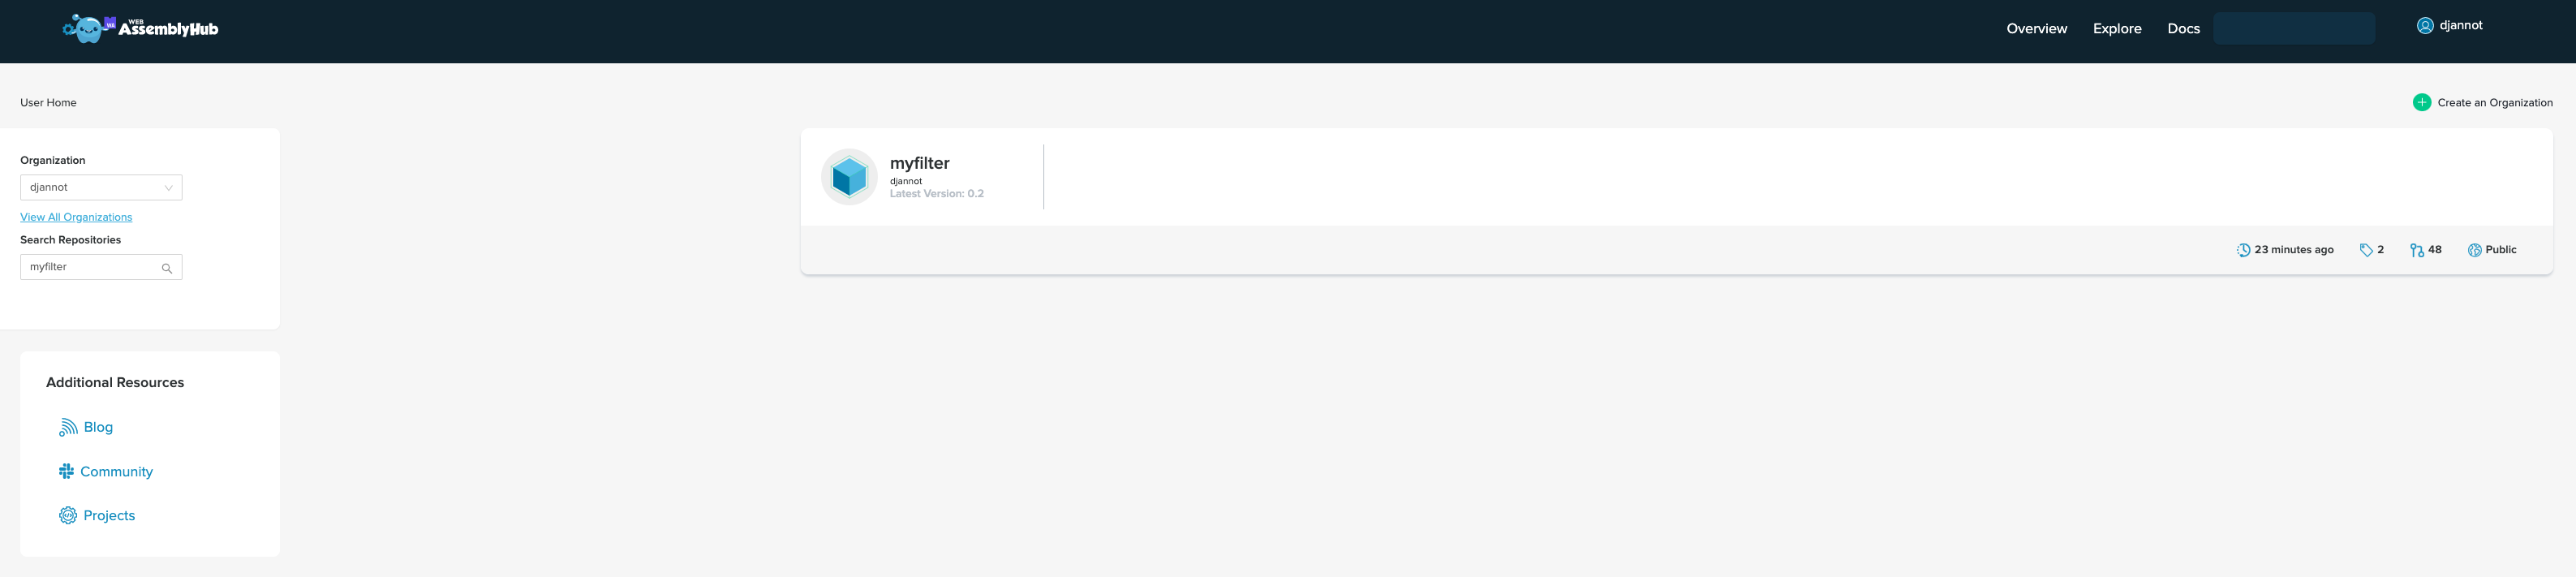 WEB
AssemblyHub
Overview
Explore
Docs
djannot
User Home
Create an Organization
Organization
djannot
View All Organizations
Search Repositories
myfilter
myfilter
djannot
Latest Version: 0.2
23 minutes ago
2
48
Public
Additional Resources
Blog
Community
Projects